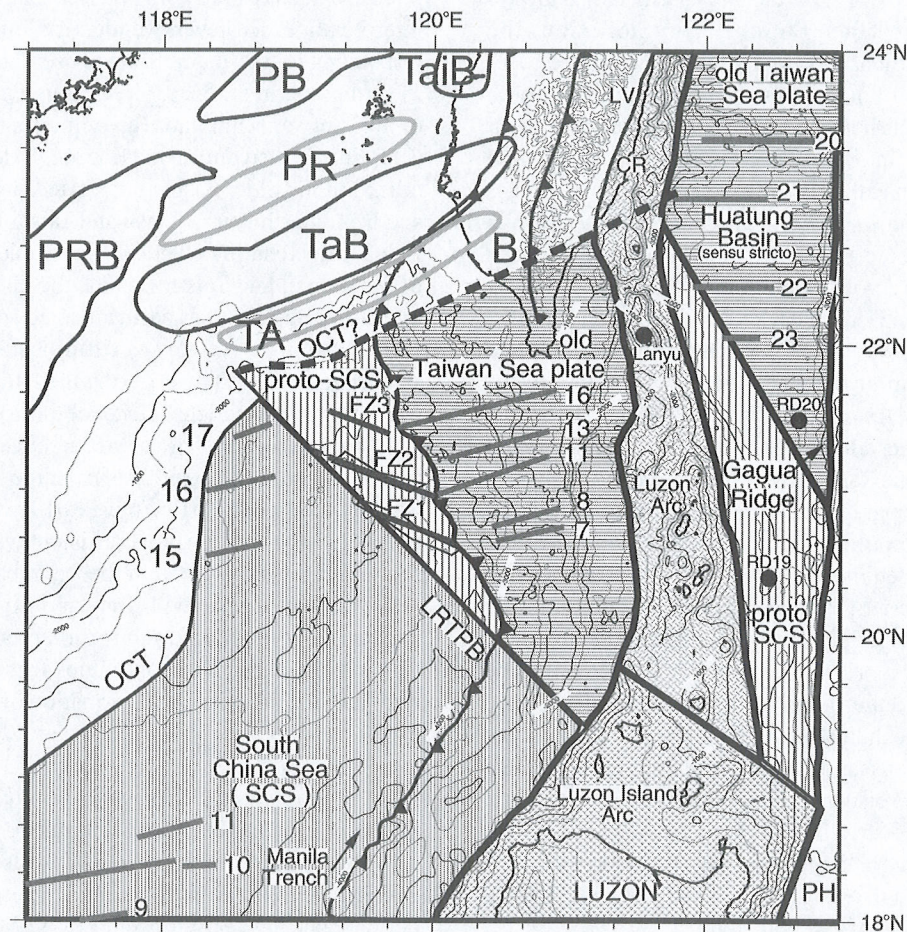 118°E 120°E 122°E
24°N
PB
TaiB
LV
old Taiwan
Sea plate
20
PR
CR
21
PRB
TaB
B
Huatung
Basin
(sensu stricto)
22
TA
OCT?
old
23
22°N
Lanyu
proto-SCS
Taiwan Sea plate
FZ3
16
RD20
17
13
FZ2
11
16
Luzon
Arc
Gagua
Ridge
FZ1
8
7
15
RD19
LRTPB
proto
SCS
20°N
OCT
South
China Sea
(SCS)
Luzon Island
Arc
11
10
Manila
Trench
LUZON
PH
9
18°N